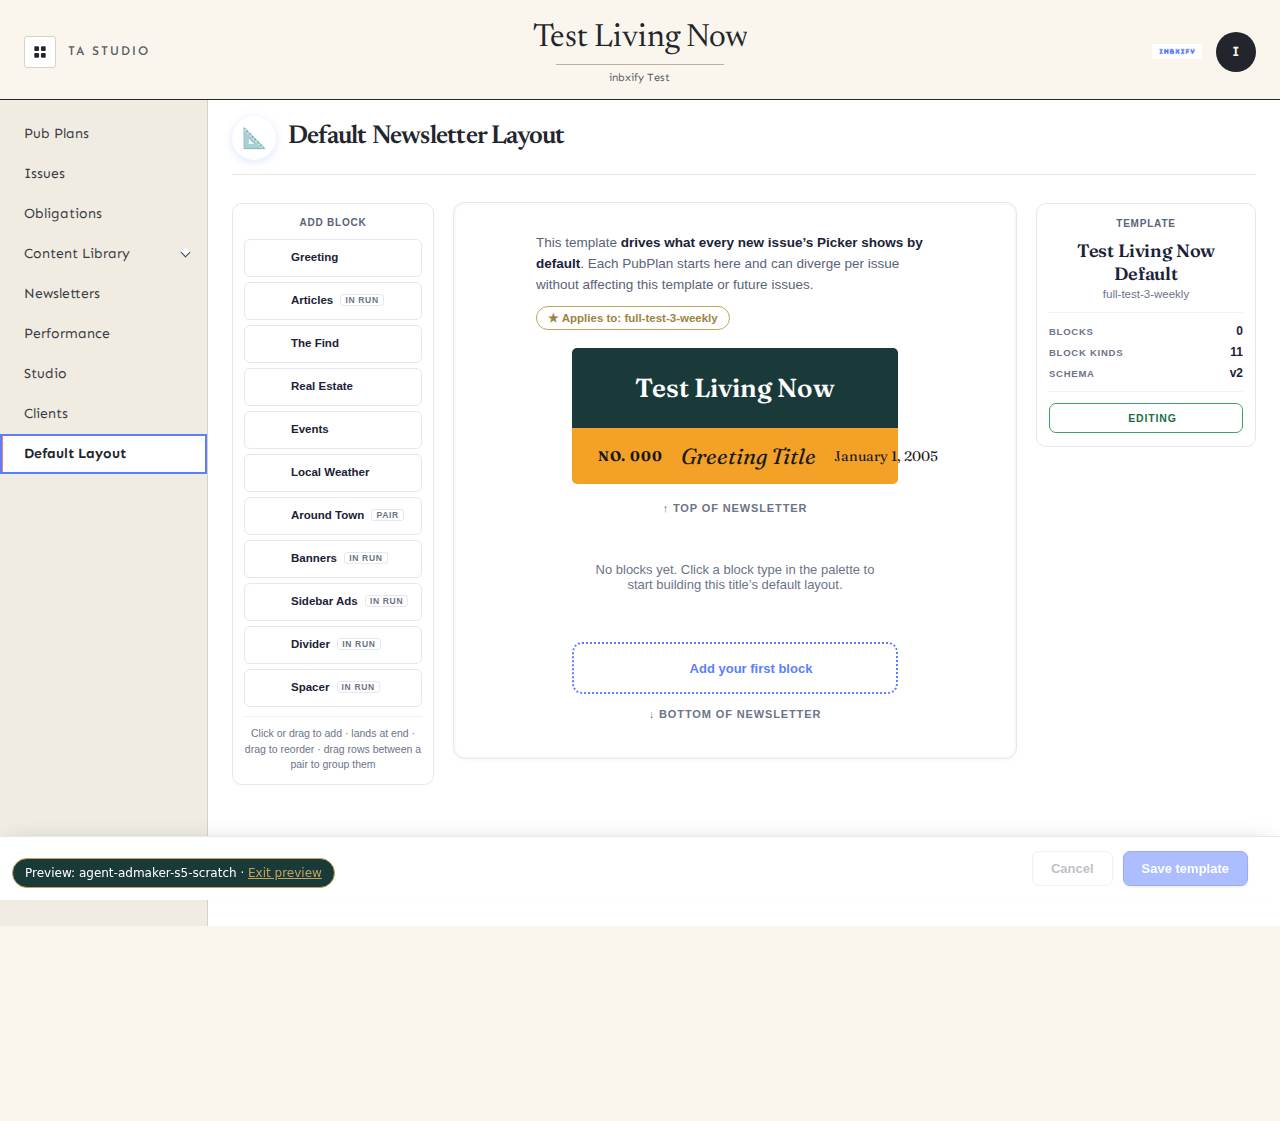 TA STUDIO
Test Living Now
inbxify Test
INBXIFY
I
Pub Plans
Issues
Obligations
Content Library
Newsletters
Performance
Studio
Clients
Default Layout
Default Newsletter Layout
ADD BLOCK
Greeting
Articles IN RUN
The Find
Real Estate
Events
Local Weather
Around Town PAIR
Banners IN RUN
Sidebar Ads IN RUN
Divider IN RUN
Spacer IN RUN
Click or drag to add · lands at end ·
drag to reorder · drag rows between a
pair to group them
This template drives what every new issue’s Picker shows by
default. Each PubPlan starts here and can diverge per issue
without affecting this template or future issues.
★ Applies to: full-test-3-weekly
Test Living Now
NO. 000 Greeting Title January 1, 2005
↑ TOP OF NEWSLETTER
No blocks yet. Click a block type in the palette to
start building this title’s default layout.
Add your first block
↓ BOTTOM OF NEWSLETTER
TEMPLATE
Test Living Now
Default
full-test-3-weekly
BLOCKS 0
BLOCK KINDS 11
SCHEMA v2
EDITING
Preview: agent-admaker-s5-scratch · Exit preview
Cancel
Save template